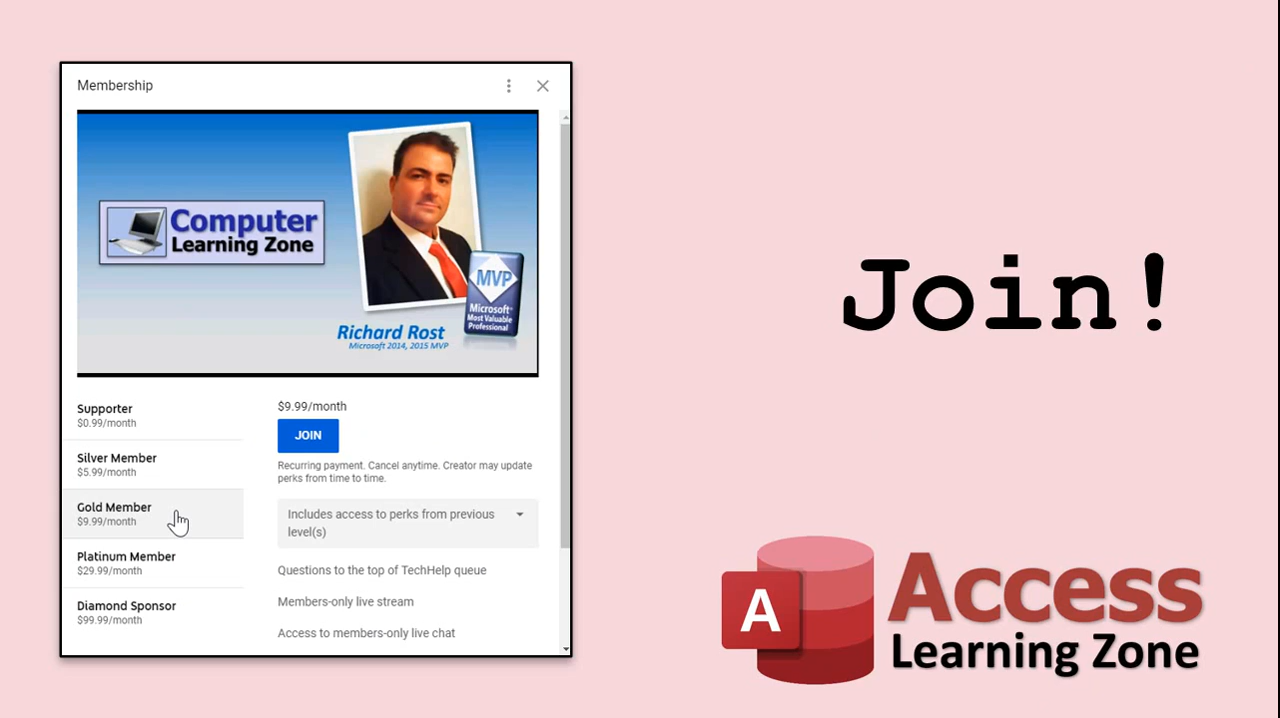 Membership
Computer
Learning Zone
MVP
Microsoft®
Most Valuable
Professional
Richard Rost
Microsoft 2014, 2015 MVP
Supporter
$0.99/month
Silver Member
$5.99/month
Gold Member
$9.99/month
Platinum Member
$29.99/month
Diamond Sponsor
$99.99/month
$9.99/month
JOIN
Recurring payment. Cancel anytime. Creator may update
perks from time to time.
Includes access to perks from previous
level(s)
Questions to the top of TechHelp queue
Members-only live stream
Access to members-only live chat
Join!
A
Access
Learning Zone